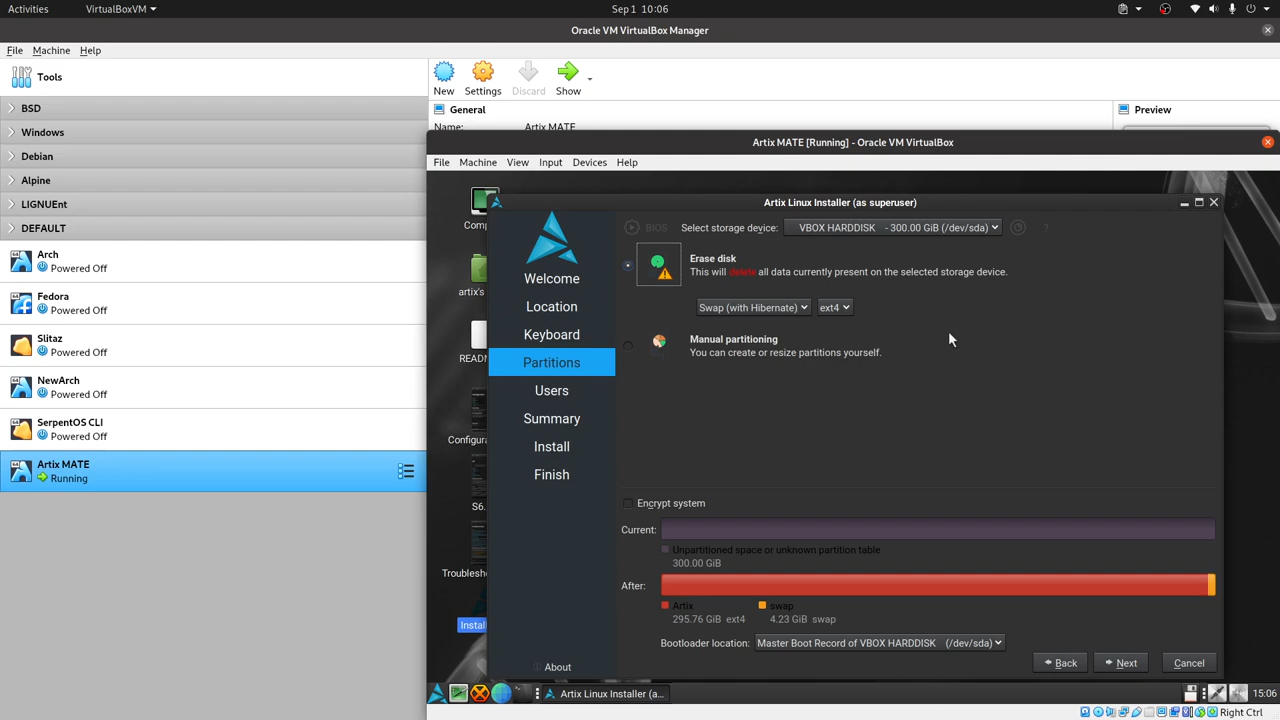 Activities
VirtualBoxVM
Sep 1 10:06
Oracle VM VirtualBox Manager
File Machine Help
Tools
New Settings Discard Show
BSD
Windows
Debian
Alpine
LIGNUEnt
DEFAULT
Arch
Powered Off
Fedora
Powered Off
Slitaz
Powered Off
NewArch
Powered Off
SerpentOS CLI
Powered Off
Artix MATE
Running
General
Name: Artix MATE
Preview
Artix MATE [Running] - Oracle VM VirtualBox
File Machine View Input Devices Help
Comp
artix's
READM
Configura
S6.
Troublesh
Install
Artix Linux Installer (as superuser)
Welcome
Location
Keyboard
Partitions
Users
Summary
Install
Finish
About
BIOS Select storage device: VBOX HARDDISK - 300.00 GiB (/dev/sda) ?
Erase disk
This will delete all data currently present on the selected storage device.
Swap (with Hibernate) ext4
Manual partitioning
You can create or resize partitions yourself.
Encrypt system
Current:
Unpartitioned space or unknown partition table
300.00 GiB
After:
Artix swap
295.76 GiB ext4 4.23 GiB swap
Bootloader location: Master Boot Record of VBOX HARDDISK (/dev/sda)
Back Next Cancel
Artix Linux Installer (a...
15:06
Right Ctrl